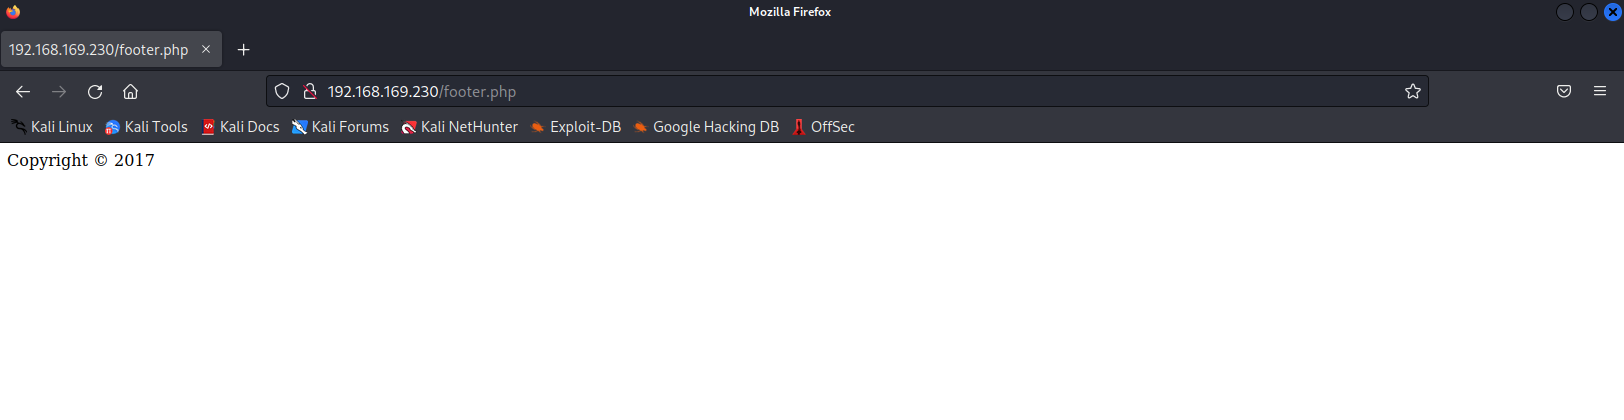 Mozilla Firefox
192.168.169.230/footer.php
192.168.169.230/footer.php
Kali Linux Kali Tools Kali Docs Kali Forums Kali NetHunter Exploit-DB Google Hacking DB OffSec
Copyright © 2017